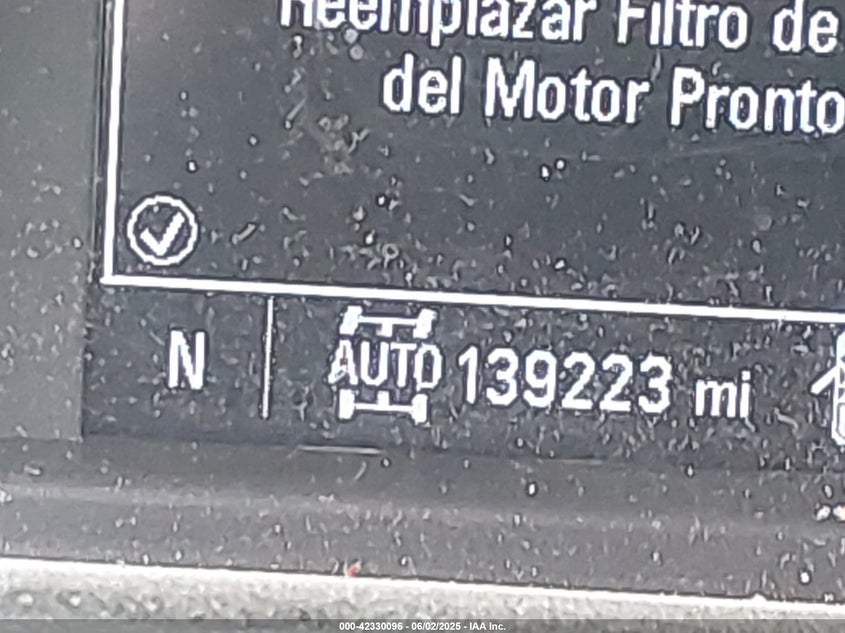 Reemplazar Filtro de
del Motor Pronto
N
AUTO 139223 mi
000-42330096 - 06/02/2025 - IAA Inc.